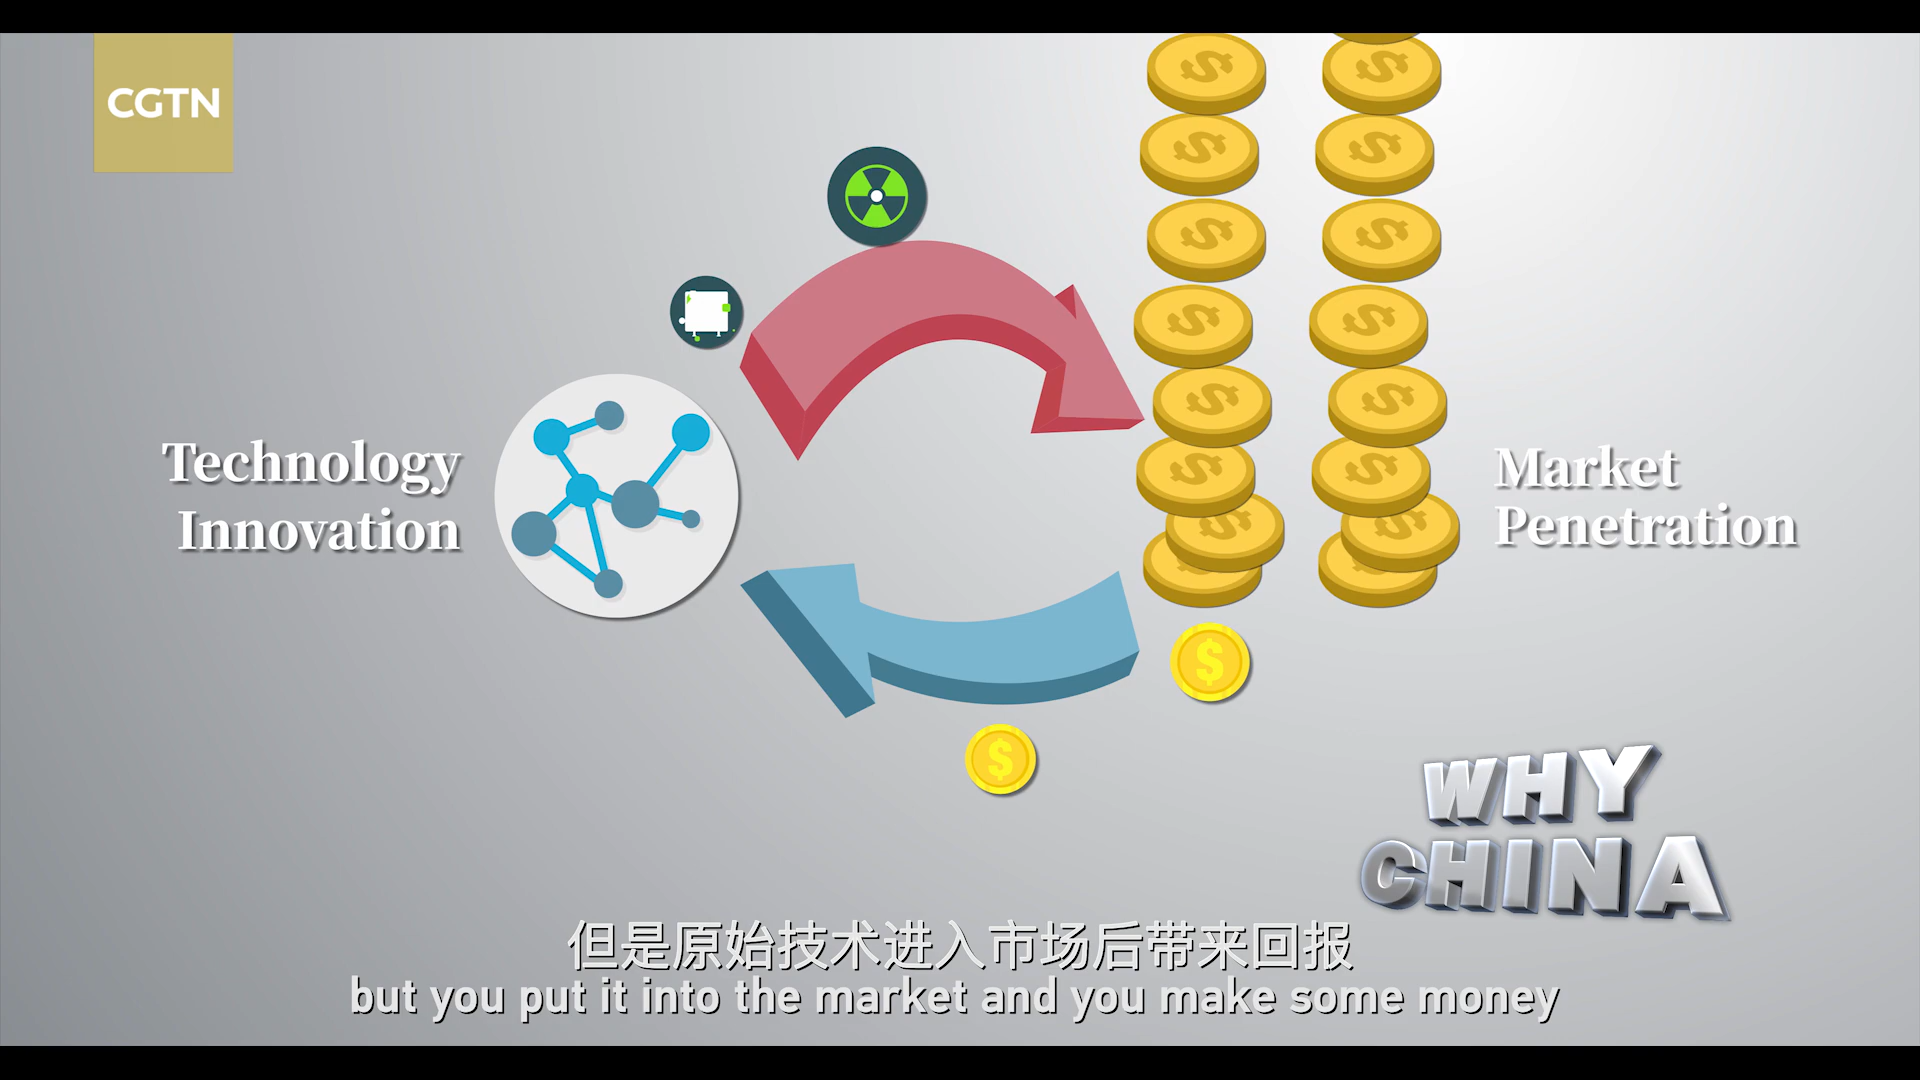 CGTN
Technology
Innovation
Market
Penetration
WHY
CHINA
但是原始技术进入市场后带来回报
but you put it into the market and you make some money